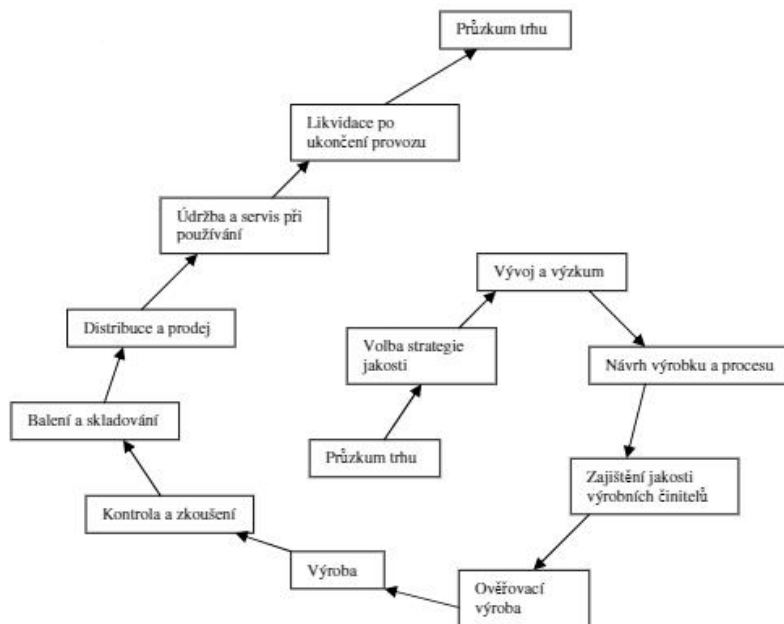 Průzkum trhu
Likvidace po
ukončení provozu
Údržba a servis při
používání
Vývoj a výzkum
Distribuce a prodej
Volba strategie
jakosti
Návrh výrobku a procesu
Balení a skladování
Průzkum trhu
Zajištění jakosti
výrobních činitelů
Kontrola a zkoušení
Výroba
Ověřovací
výroba